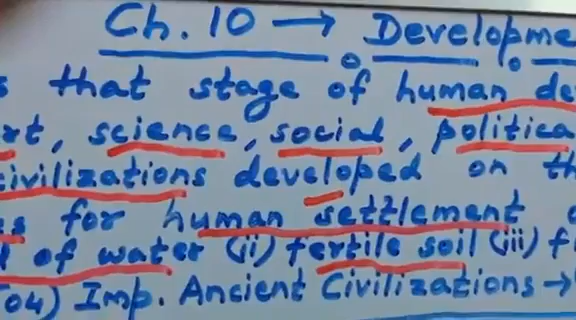 Ch. 10 → Developme
s that stage of human de
rt, science, social, politica
civilizations developed on th
es for human settlement
of water (ii) fertile soil (iii) f
04) Imp. Ancient Civilizations →